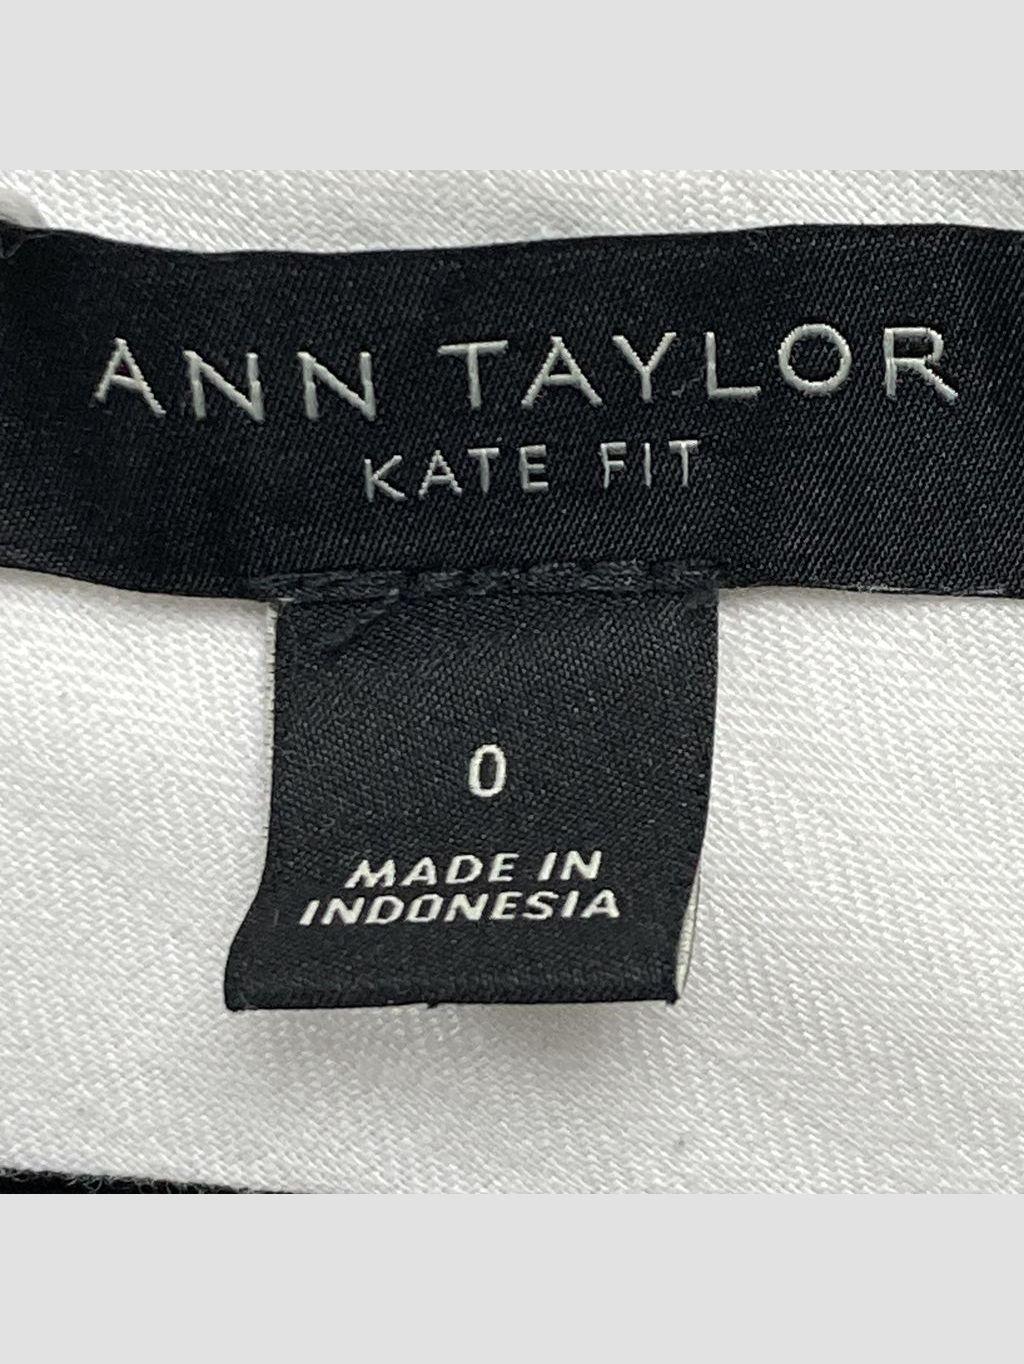 ANN TAYLOR
KATE FIT
0
MADE IN
INDONESIA